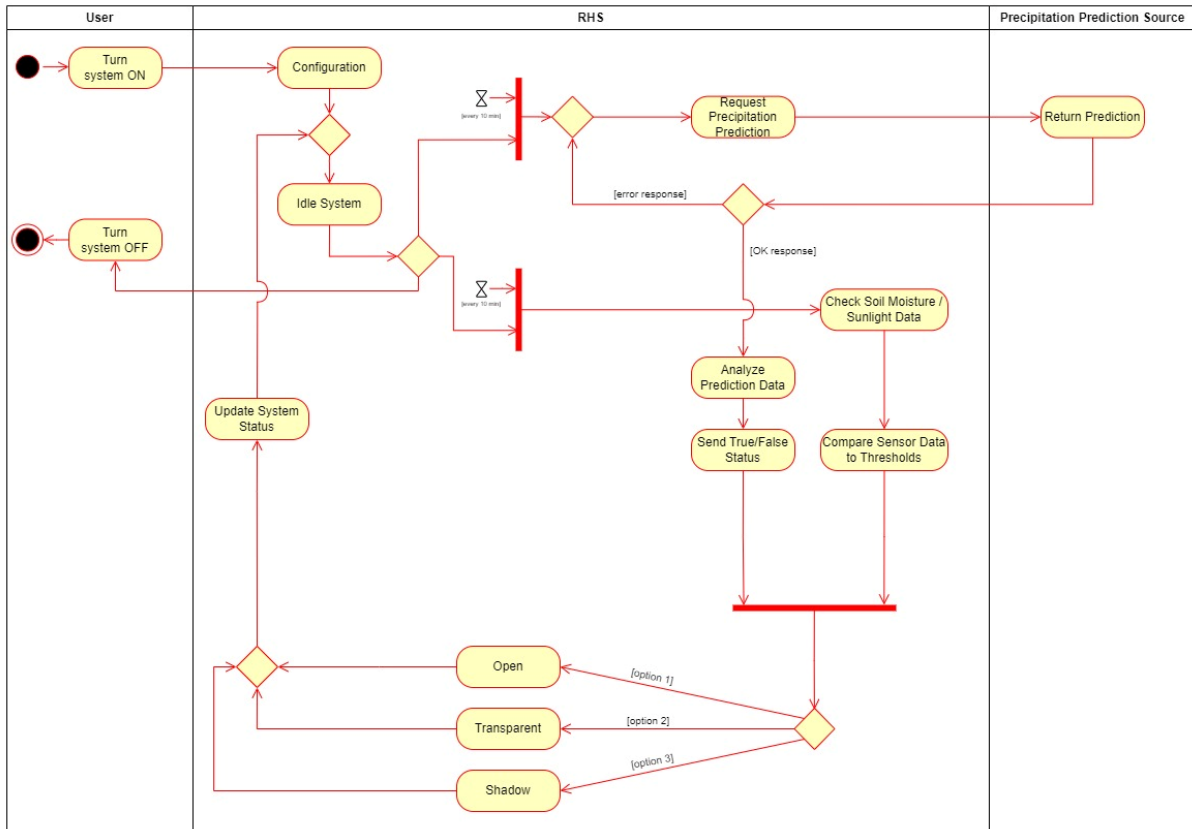 User
RHS
Precipitation Prediction Source
Turn
system ON
Configuration
[every 10 min]
Request
Precipitation
Prediction
Return Prediction
[error response]
Idle System
Turn
system OFF
[OK response]
[every 10 min]
Check Soil Moisture /
Sunlight Data
Analyze
Prediction Data
Update System
Status
Send True/False
Status
Compare Sensor Data
to Thresholds
Open
[option 1]
Transparent
[option 2]
[option 3]
Shadow